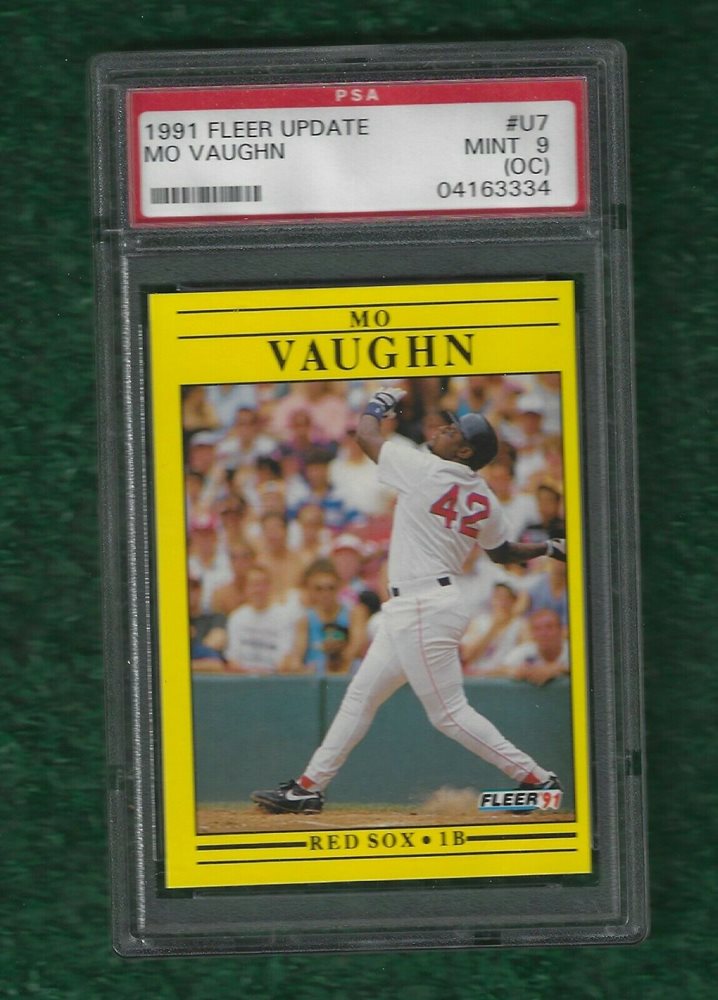 PSA
1991 FLEER UPDATE #U7
MO VAUGHN MINT 9
(OC)
04163334
MO
VAUGHN
42
FLEER '91
RED SOX • 1B